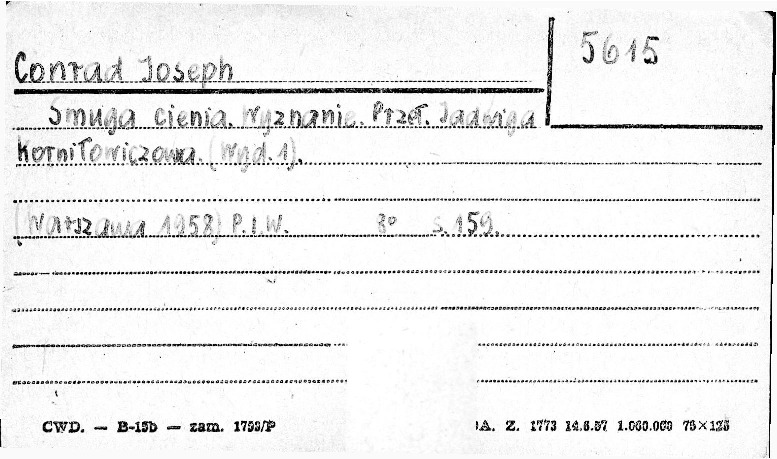 5615
Conrad Joseph
Smuga cienia. Wyznanie. Przeł. Jadwiga
Korniłowiczowa. (Wyd. 1).
(Warszawa 1958) P.I.W. 8° s. 159.
CWD. — B-15b — zam. 1753/P
A. Z. 1773 14.6.57 1.000.000 75×125